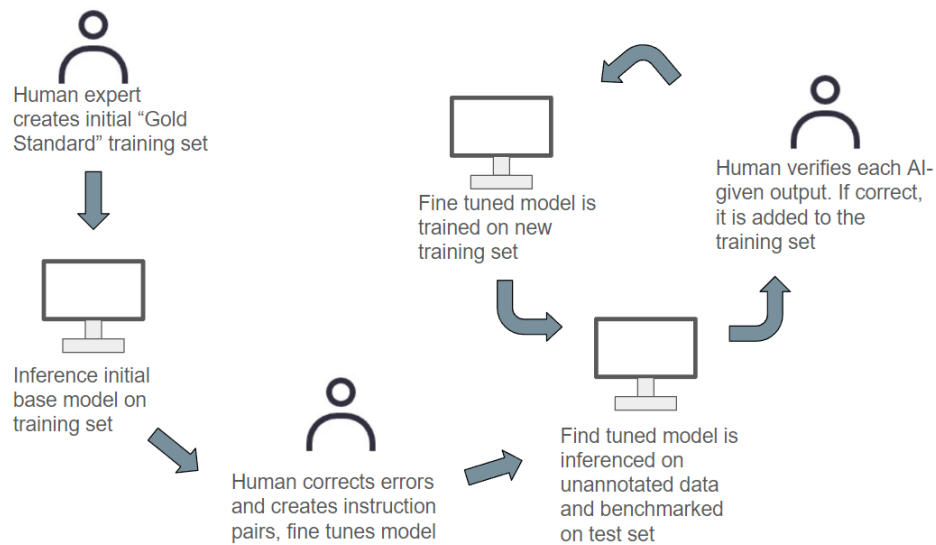 Human expert
creates initial “Gold
Standard” training set
Inference initial
base model on
training set
Human corrects errors
and creates instruction
pairs, fine tunes model
Find tuned model is
inferenced on
unannotated data
and benchmarked
on test set
Human verifies each AI-
given output. If correct,
it is added to the
training set
Fine tuned model is
trained on new
training set